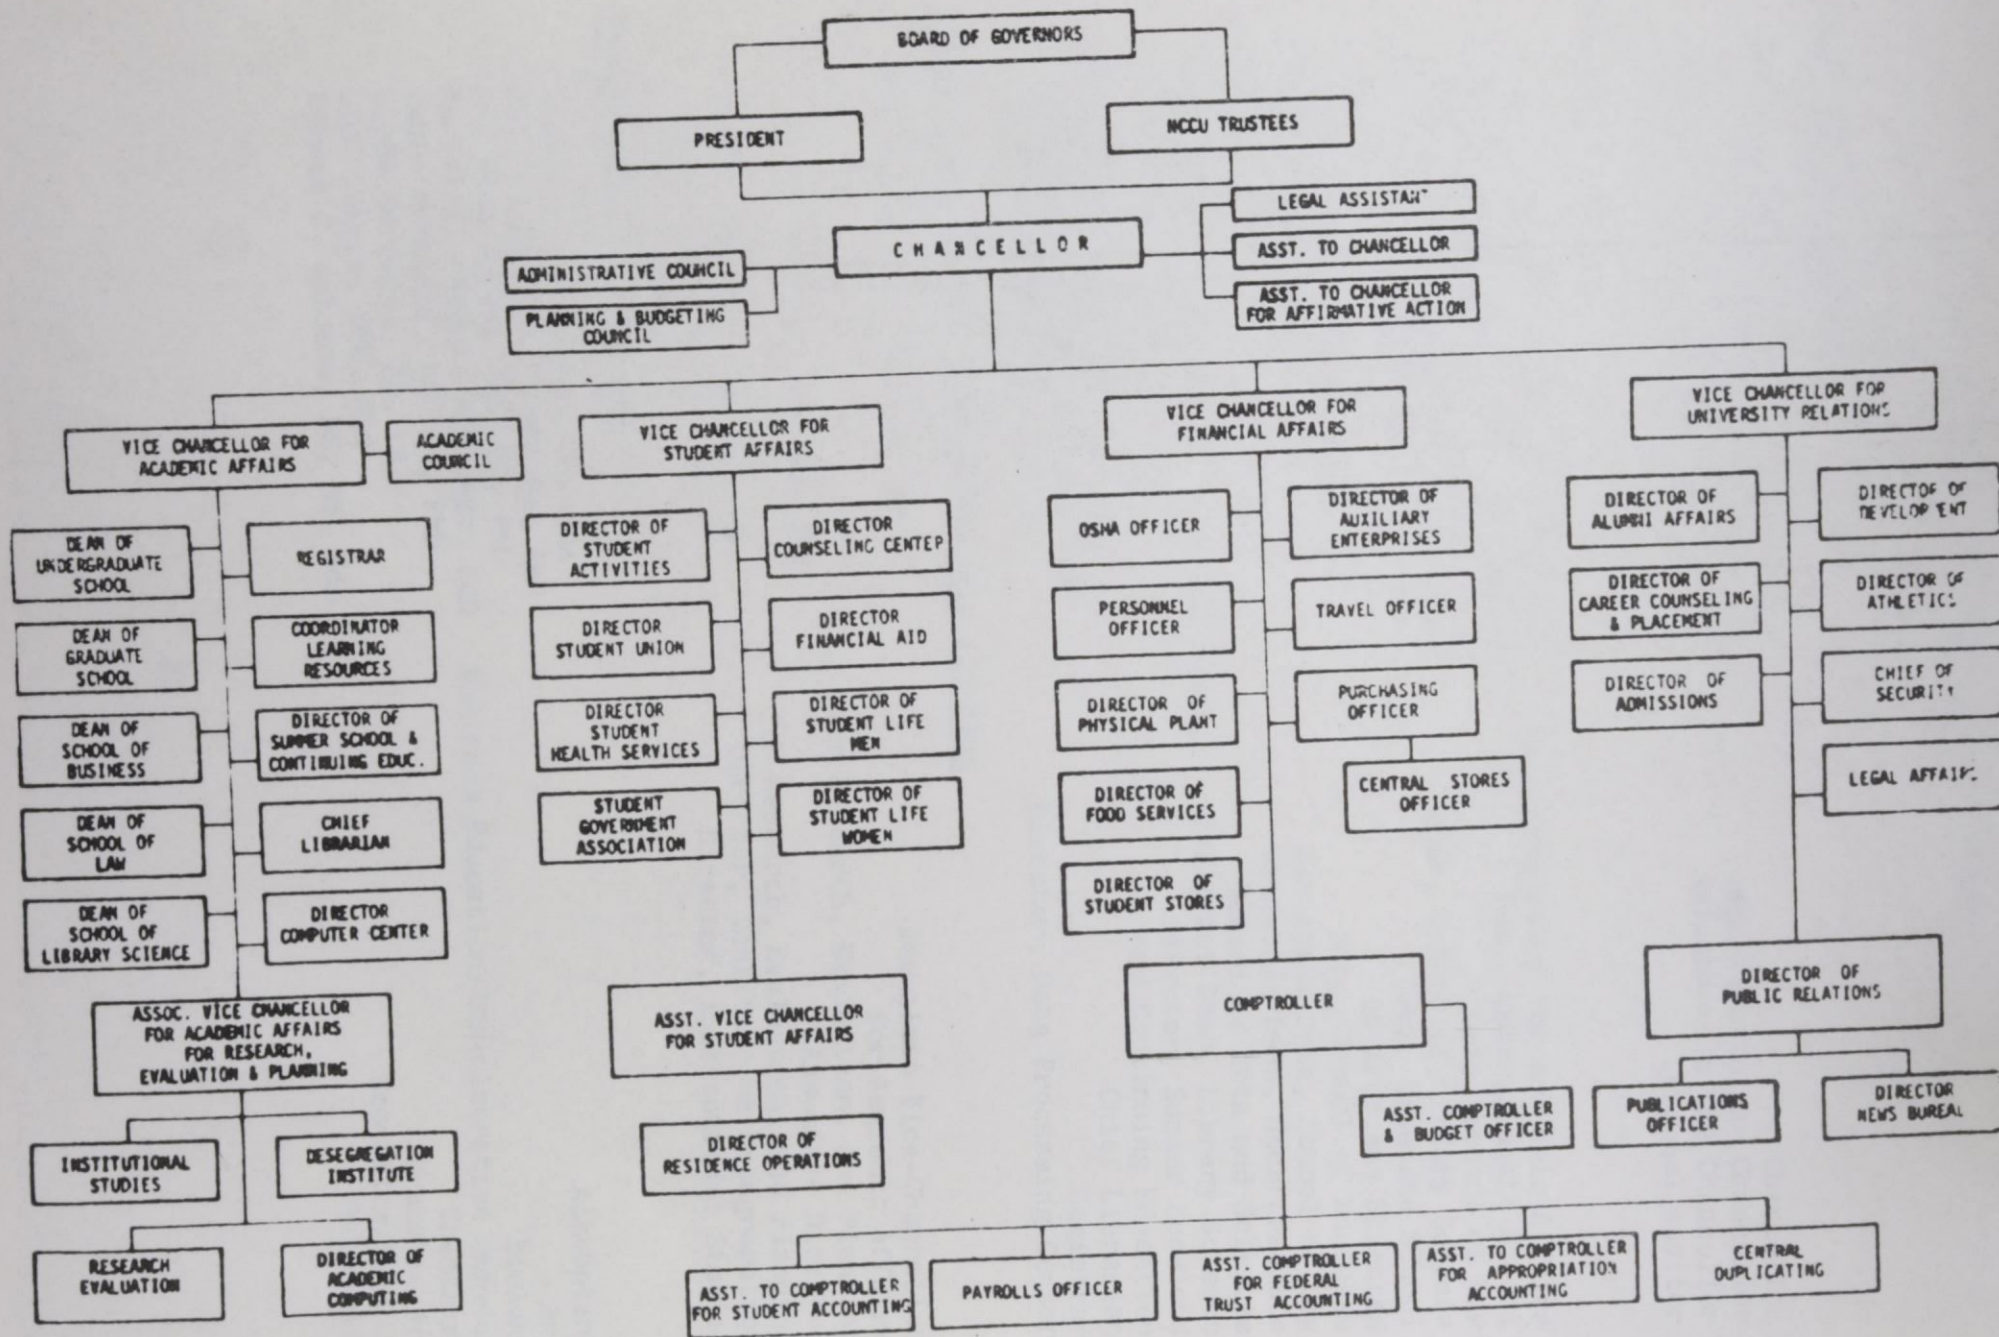 BOARD OF GOVERNORS
PRESIDENT
NCCU TRUSTEES
CHANCELLOR
LEGAL ASSISTANT
ASST. TO CHANCELLOR
ASST. TO CHANCELLOR
FOR AFFIRMATIVE ACTION
ADMINISTRATIVE COUNCIL
PLANNING & BUDGETING
COUNCIL
VICE CHANCELLOR FOR
ACADEMIC AFFAIRS
ACADEMIC
COUNCIL
VICE CHANCELLOR FOR
STUDENT AFFAIRS
VICE CHANCELLOR FOR
FINANCIAL AFFAIRS
VICE CHANCELLOR FOR
UNIVERSITY RELATIONS
DEAN OF
UNDERGRADUATE
SCHOOL
REGISTRAR
DEAN OF
GRADUATE
SCHOOL
COORDINATOR
LEARNING
RESOURCES
DEAN OF
SCHOOL OF
BUSINESS
DIRECTOR OF
SUMMER SCHOOL &
CONTINUING EDUC.
DEAN OF
SCHOOL OF
LAW
CHIEF
LIBRARIAN
DEAN OF
SCHOOL OF
LIBRARY SCIENCE
DIRECTOR
COMPUTER CENTER
ASSOC. VICE CHANCELLOR
FOR ACADEMIC AFFAIRS
FOR RESEARCH,
EVALUATION & PLANNING
INSTITUTIONAL
STUDIES
DESEGREGATION
INSTITUTE
RESEARCH
EVALUATION
DIRECTOR OF
ACADEMIC
COMPUTING
DIRECTOR OF
STUDENT
ACTIVITIES
DIRECTOR
COUNSELING CENTER
DIRECTOR
STUDENT UNION
DIRECTOR
FINANCIAL AID
DIRECTOR
STUDENT
HEALTH SERVICES
DIRECTOR OF
STUDENT LIFE
MEN
STUDENT
GOVERNMENT
ASSOCIATION
DIRECTOR OF
STUDENT LIFE
WOMEN
ASST. VICE CHANCELLOR
FOR STUDENT AFFAIRS
DIRECTOR OF
RESIDENCE OPERATIONS
OSHA OFFICER
DIRECTOR OF
AUXILIARY
ENTERPRISES
PERSONNEL
OFFICER
TRAVEL OFFICER
DIRECTOR OF
PHYSICAL PLANT
PURCHASING
OFFICER
DIRECTOR OF
FOOD SERVICES
CENTRAL STORES
OFFICER
DIRECTOR OF
STUDENT STORES
COMPTROLLER
ASST. COMPTROLLER
& BUDGET OFFICER
ASST. TO COMPTROLLER
FOR STUDENT ACCOUNTING
PAYROLLS OFFICER
ASST. COMPTROLLER
FOR FEDERAL
TRUST ACCOUNTING
ASST. TO COMPTROLLER
FOR APPROPRIATION
ACCOUNTING
CENTRAL
DUPLICATING
DIRECTOR OF
ALUMNI AFFAIRS
DIRECTOR OF
DEVELOPMENT
DIRECTOR OF
CAREER COUNSELING
& PLACEMENT
DIRECTOR OF
ATHLETICS
DIRECTOR OF
ADMISSIONS
CHIEF OF
SECURITY
LEGAL AFFAIRS
DIRECTOR OF
PUBLIC RELATIONS
PUBLICATIONS
OFFICER
DIRECTOR
NEWS BUREAU